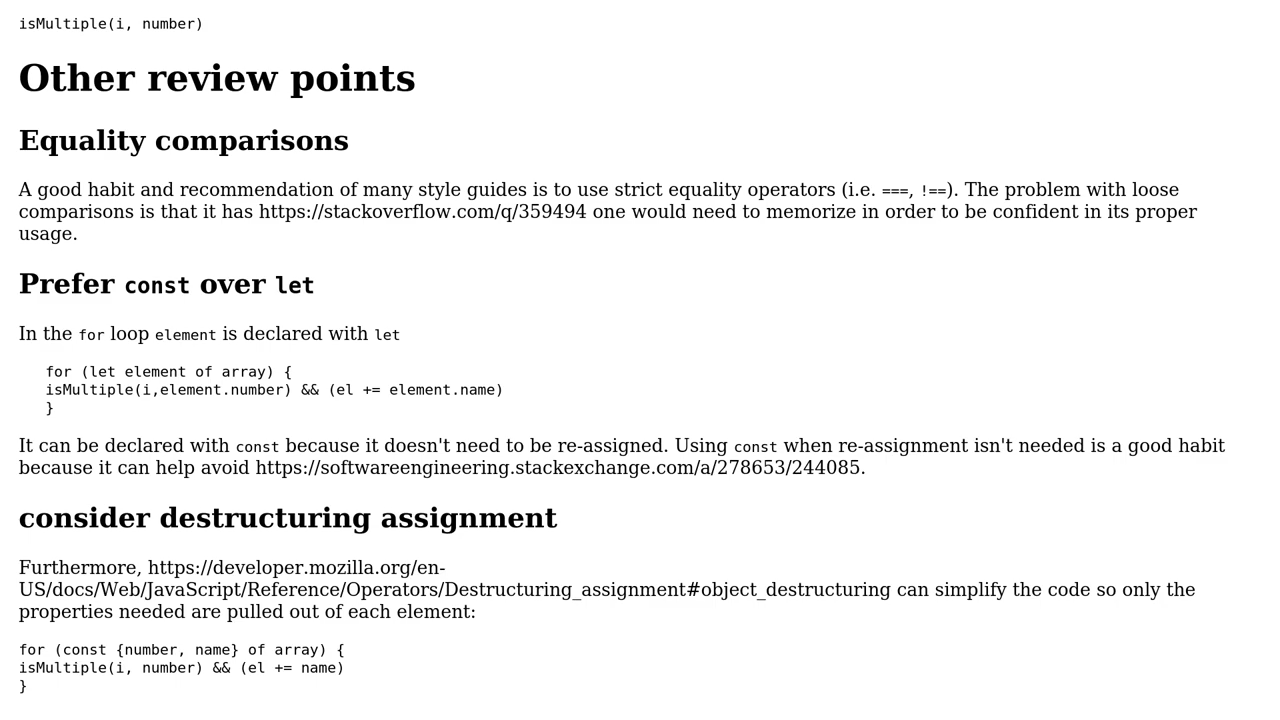 isMultiple(i, number)
Other review points
Equality comparisons
A good habit and recommendation of many style guides is to use strict equality operators (i.e. ===, !==). The problem with loose
comparisons is that it has https://stackoverflow.com/q/359494 one would need to memorize in order to be confident in its proper
usage.
Prefer const over let
In the for loop element is declared with let
for (let element of array) {
isMultiple(i,element.number) && (el += element.name)
}
It can be declared with const because it doesn't need to be re-assigned. Using const when re-assignment isn't needed is a good habit
because it can help avoid https://softwareengineering.stackexchange.com/a/278653/244085.
consider destructuring assignment
Furthermore, https://developer.mozilla.org/en-
US/docs/Web/JavaScript/Reference/Operators/Destructuring_assignment#object_destructuring can simplify the code so only the
properties needed are pulled out of each element:
for (const {number, name} of array) {
isMultiple(i, number) && (el += name)
}